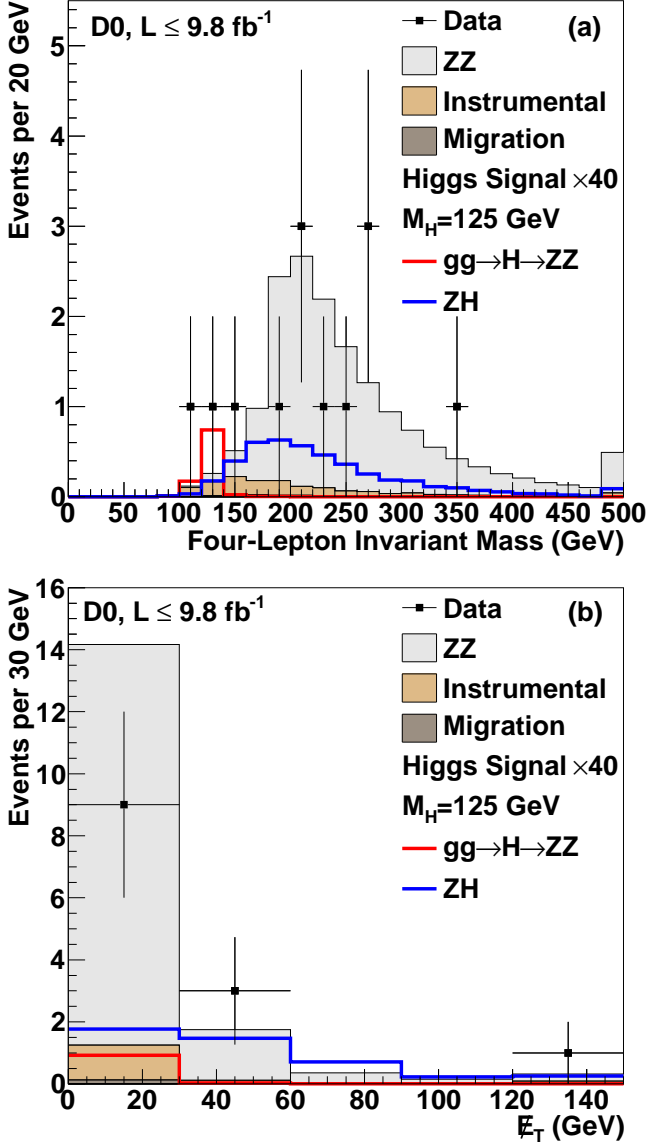 D0, L ≤ 9.8 fb⁻¹
(a)
Data
ZZ
Instrumental
Migration
Higgs Signal ×40
M_H=125 GeV
gg→H→ZZ
ZH
Events per 20 GeV
5
4
3
2
1
0
0 50 100 150 200 250 300 350 400 450 500
Four-Lepton Invariant Mass (GeV)
D0, L ≤ 9.8 fb⁻¹
(b)
Data
ZZ
Instrumental
Migration
Higgs Signal ×40
M_H=125 GeV
gg→H→ZZ
ZH
Events per 30 GeV
16
14
12
10
8
6
4
2
0
0 20 40 60 80 100 120 140
E̸_T (GeV)